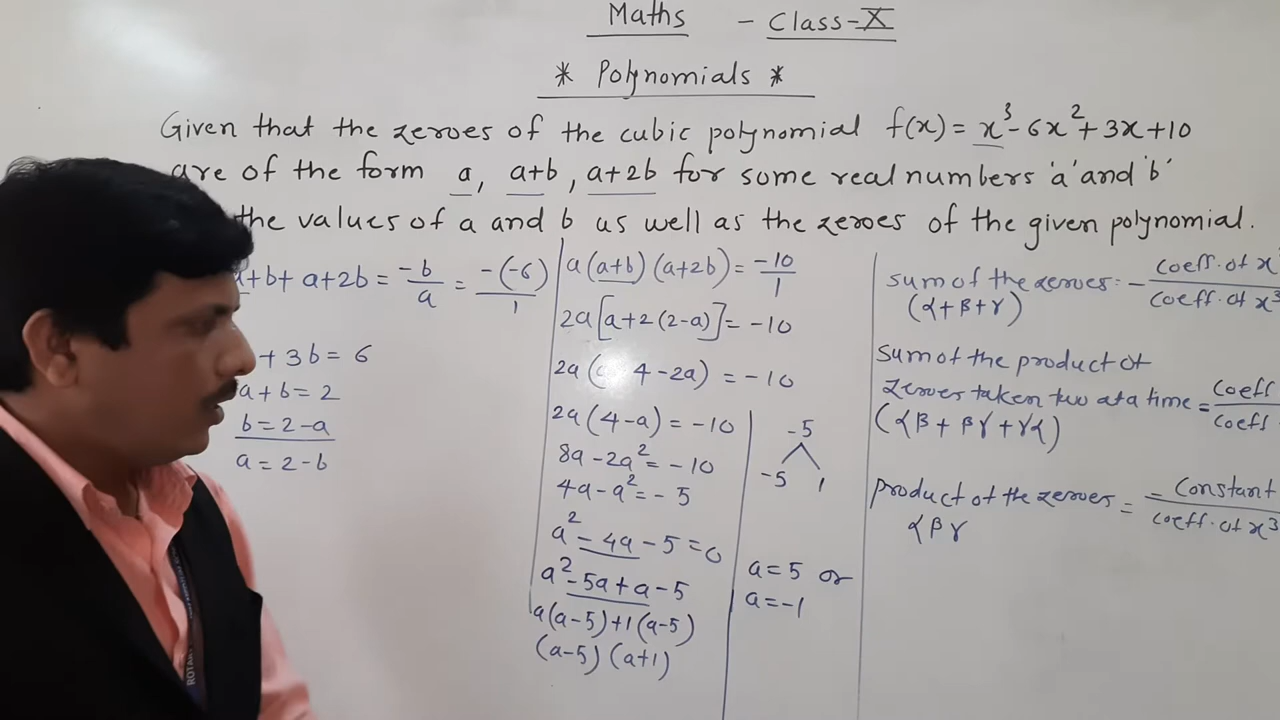 Maths - Class-X
* Polynomials *
Given that the zeroes of the cubic polynomial f(x) = x³-6x²+3x+10
are of the form a, a+b, a+2b for some real numbers 'a' and 'b'
the values of a and b as well as the zeroes of the given polynomial.
+b+ a+2b = -b/a = -(-6)/1
+ 3b = 6
a+b = 2
b = 2-a
a = 2-b
a(a+b)(a+2b) = -10/1
2a[a+2(2-a)] = -10
2a( 4-2a) = -10
2a(4-a) = -10
8a-2a² = -10
4a-a² = -5
a²-4a-5 = 0
a²-5a+a-5
a(a-5)+1(a-5)
(a-5)(a+1)
-5
-5 1
a=5 or
a=-1
sum of the zeroes = - coeff. of x / coeff. of x³
(α+β+γ)
Sum of the product of
zeroes taken two at a time = coeff / coeff
(αβ+βγ+γα)
product of the zeroes = - Constant / coeff. of x³
αβγ